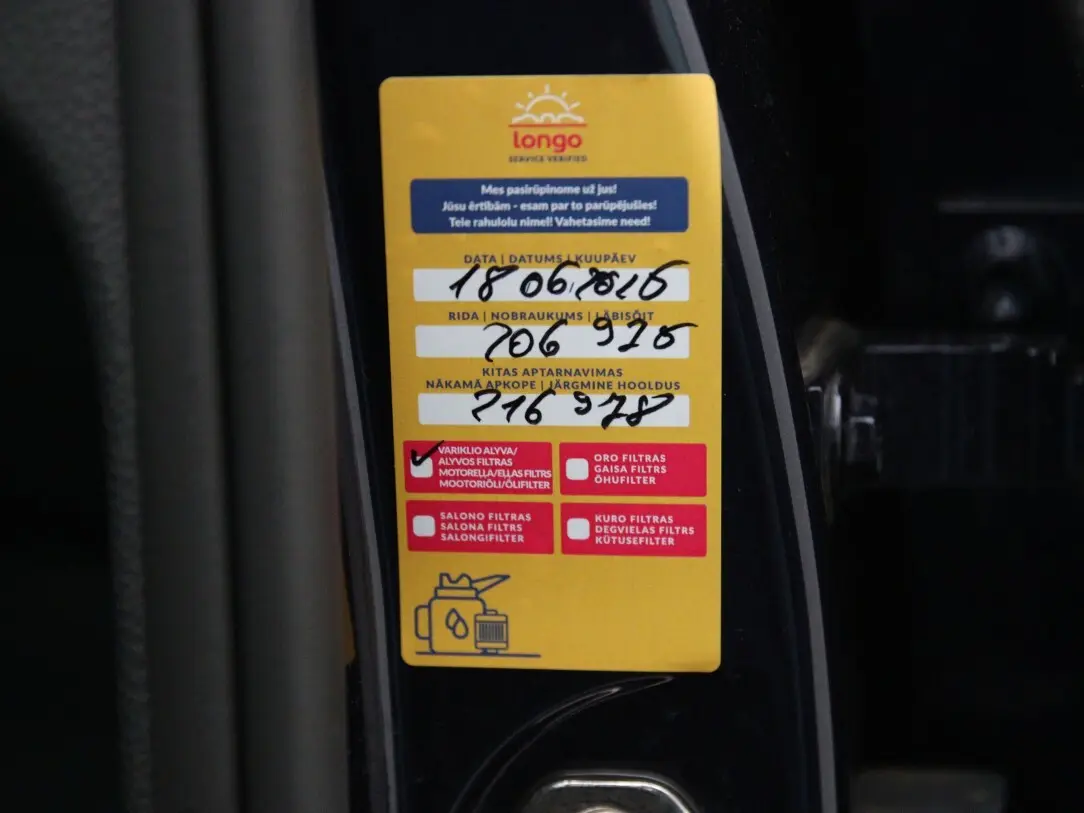 longo
SERVICE VERIFIED
Mes pasirūpinome už jus!
Jūsu ērtībām - esam par to parūpējušies!
Teie rahulolu nimel! Vahetasime need!
DATA | DATUMS | KUUPÄEV
18 06
RIDA | NOBRAUKUMS | LÄBISÕIT
206
KITAS APTARNAVIMAS
NĀKAMĀ APKOPE | JÄRGMINE HOOLDUS
216 928
VARIKLIO ALYVA/
ALYVOS FILTRAS
MOTOREĻĻA/EĻĻAS FILTRS
MOOTORIÕLI/ÕLIFILTER
ORO FILTRAS
GAISA FILTRS
ÕHUFILTER
SALONO FILTRAS
SALONA FILTRS
SALONGIFILTER
KURO FILTRAS
DEGVIELAS FILTRS
KÜTUSEFILTER